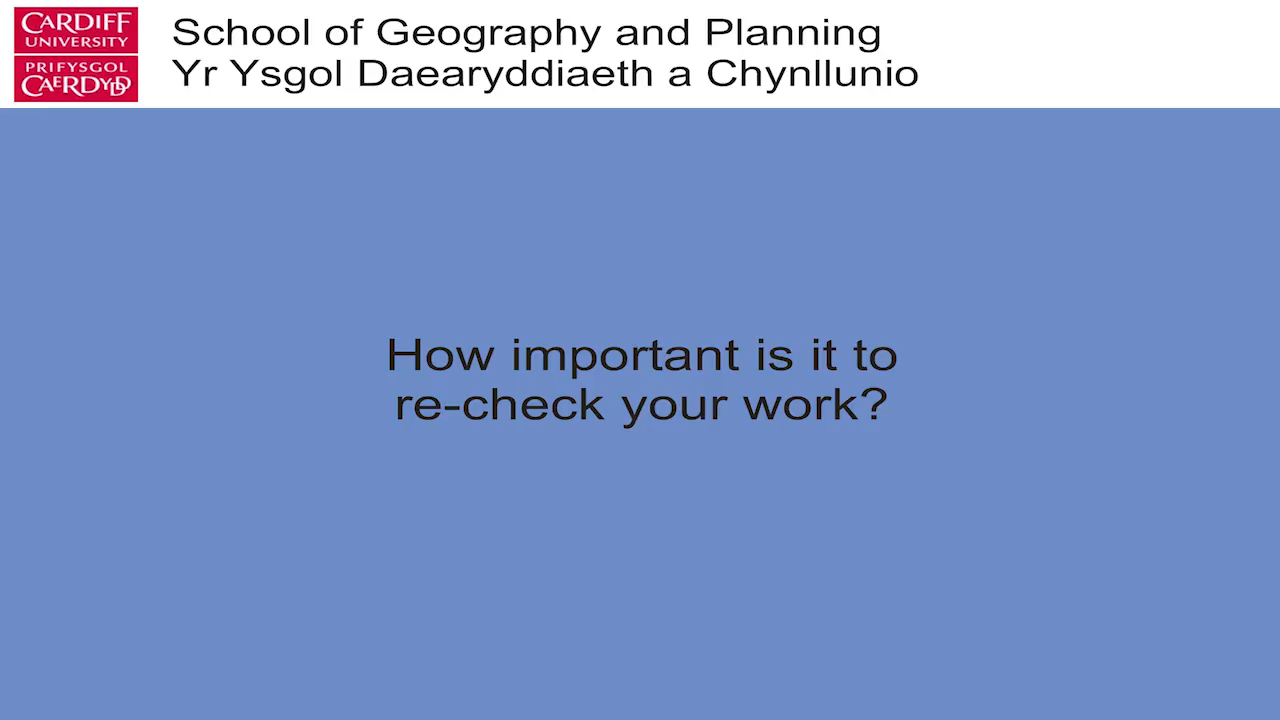 CARDIFF
UNIVERSITY
PRIFYSGOL
CAERDYDD
School of Geography and Planning
Yr Ysgol Daearyddiaeth a Chynllunio
How important is it to
re-check your work?